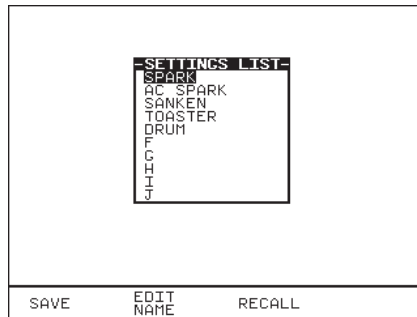 -SETTINGS LIST-
SPARK
AC SPARK
SANKEN
TOASTER
DRUM
F
G
H
I
J
SAVE
EDIT
NAME
RECALL